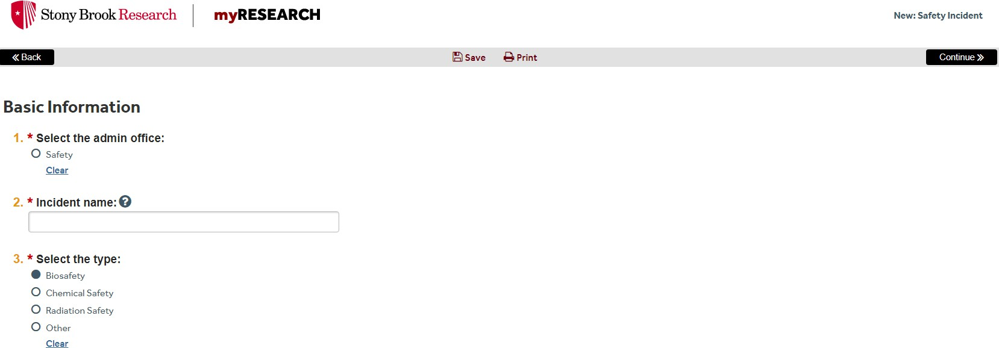 Stony Brook Research
myRESEARCH
New: Safety Incident
Back
Save
Print
Continue
Basic Information
1. * Select the admin office:
Safety
Clear
2. * Incident name: ?
3. * Select the type:
Biosafety
Chemical Safety
Radiation Safety
Other
Clear